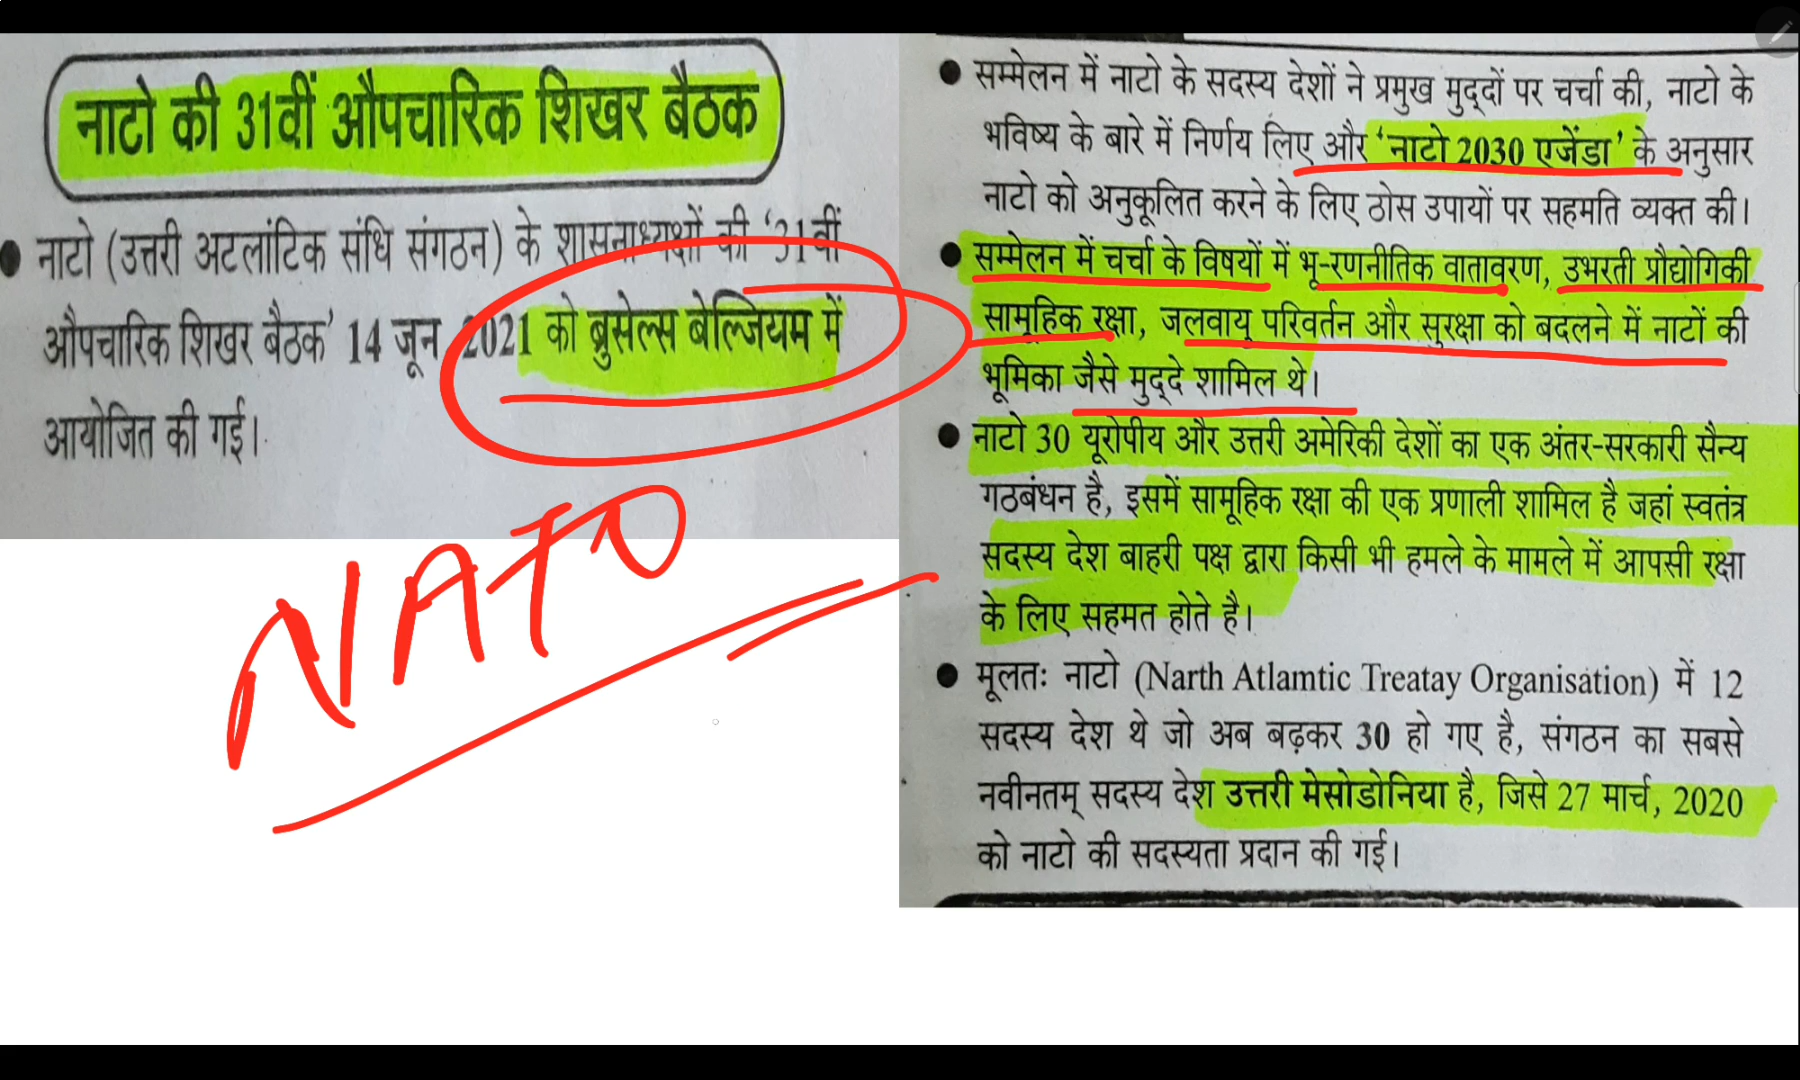 नाटो की 31वीं औपचारिक शिखर बैठक
● नाटो (उत्तरी अटलांटिक संधि संगठन) के शासनाध्यक्षों की '31वीं
औपचारिक शिखर बैठक' 14 जून 2021 को ब्रुसेल्स बेल्जियम में
आयोजित की गई।
NATO
● सम्मेलन में नाटो के सदस्य देशों ने प्रमुख मुद्दों पर चर्चा की, नाटो के
भविष्य के बारे में निर्णय लिए और 'नाटो 2030 एजेंडा' के अनुसार
नाटो को अनुकूलित करने के लिए ठोस उपायों पर सहमति व्यक्त की।
● सम्मेलन में चर्चा के विषयों में भू-रणनीतिक वातावरण, उभरती प्रौद्योगिकी
सामूहिक रक्षा, जलवायु परिवर्तन और सुरक्षा को बदलने में नाटों की
भूमिका जैसे मुद्दे शामिल थे।
● नाटो 30 यूरोपीय और उत्तरी अमेरिकी देशों का एक अंतर-सरकारी सैन्य
गठबंधन है, इसमें सामूहिक रक्षा की एक प्रणाली शामिल है जहां स्वतंत्र
सदस्य देश बाहरी पक्ष द्वारा किसी भी हमले के मामले में आपसी रक्षा
के लिए सहमत होते है।
● मूलतः नाटो (Narth Atlamtic Treatay Organisation) में 12
सदस्य देश थे जो अब बढ़कर 30 हो गए है, संगठन का सबसे
नवीनतम् सदस्य देश उत्तरी मेसोडोनिया है, जिसे 27 मार्च, 2020
को नाटो की सदस्यता प्रदान की गई।